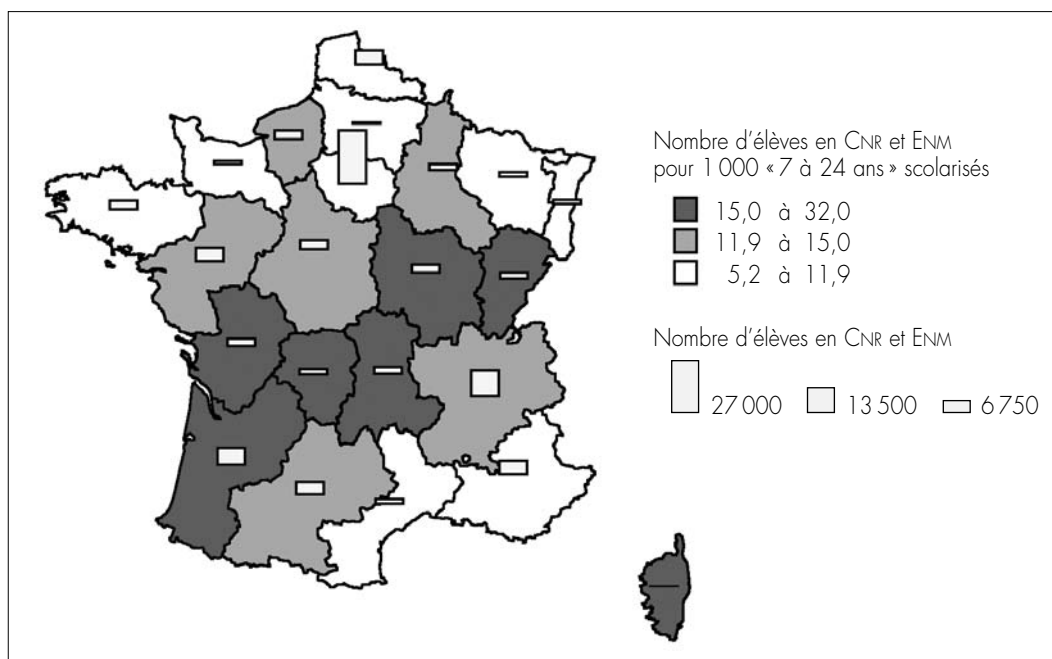 Nombre d'élèves en CNR et ENM
pour 1 000 « 7 à 24 ans » scolarisés
15,0 à 32,0
11,9 à 15,0
5,2 à 11,9
Nombre d'élèves en CNR et ENM
27 000 13 500 6 750